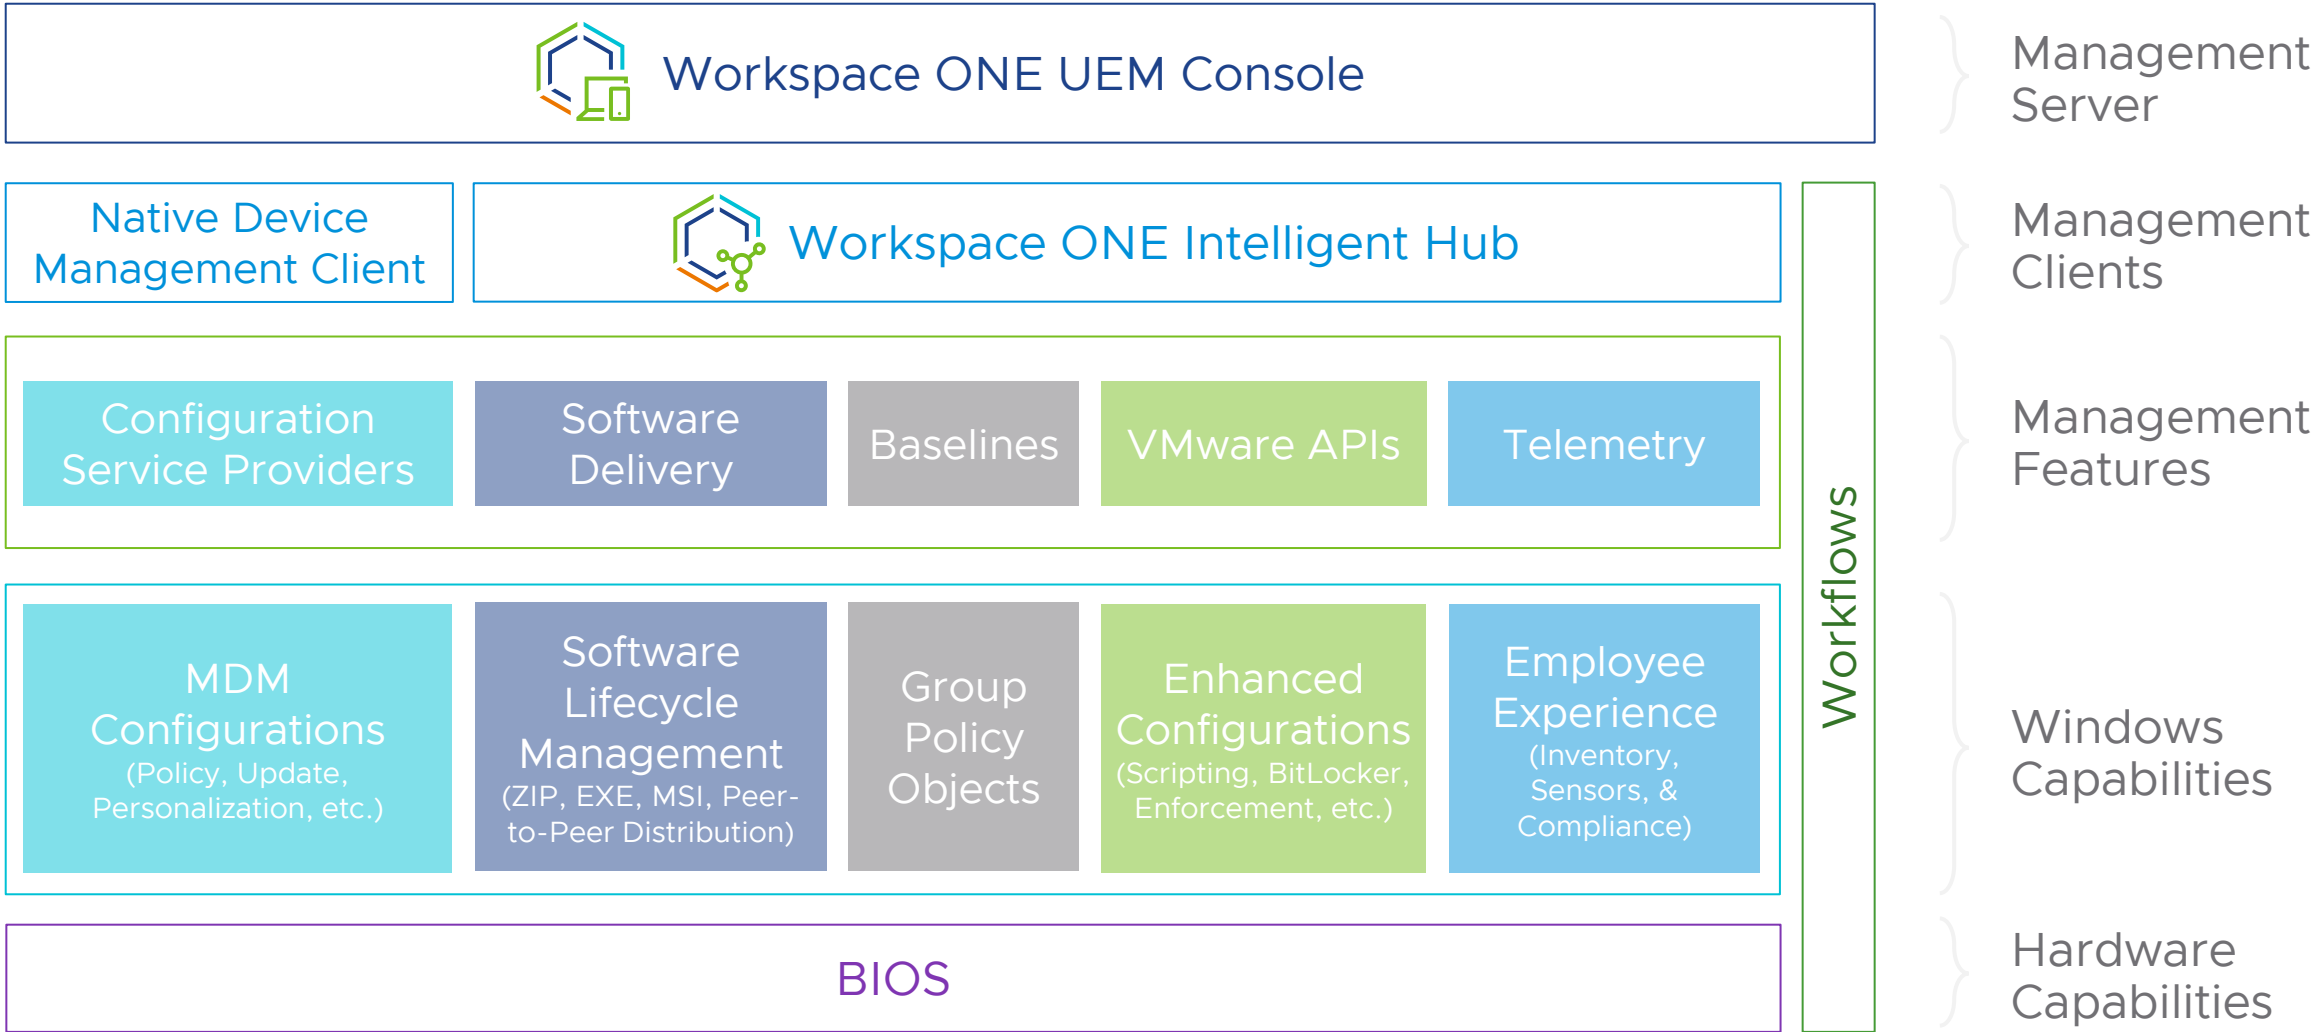 Workspace ONE UEM Console
Management
Server
Native Device
Management Client
Workspace ONE Intelligent Hub
Management
Clients
Configuration
Service Providers
Software
Delivery
Baselines
VMware APIs
Telemetry
Management
Features
Workflows
MDM
Configurations
(Policy, Update,
Personalization, etc.)
Software
Lifecycle
Management
(ZIP, EXE, MSI, Peer-
to-Peer Distribution)
Group
Policy
Objects
Enhanced
Configurations
(Scripting, BitLocker,
Enforcement, etc.)
Employee
Experience
(Inventory,
Sensors, &
Compliance)
Windows
Capabilities
BIOS
Hardware
Capabilities